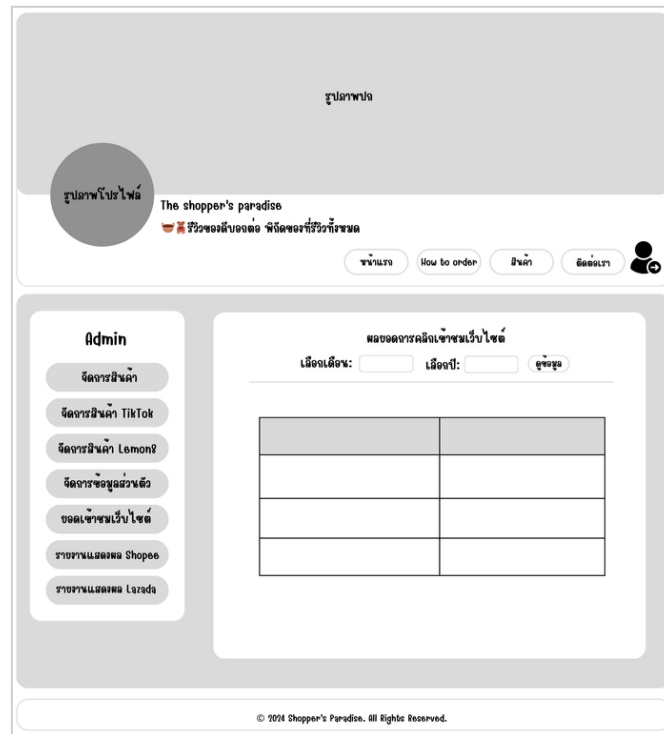 รูปภาพปก
รูปภาพโปรไฟล์
The shopper's paradise
รีวิวของดีบอกต่อ พิกัดของที่รีวิวทั้งหมด
หน้าแรก
How to order
สินค้า
ติดต่อเรา
Admin
จัดการสินค้า
จัดการสินค้า TikTok
จัดการสินค้า Lemon8
จัดการข้อมูลส่วนตัว
ยอดเข้าชมเว็บไซต์
รายงานแสดงผล Shopee
รายงานแสดงผล Lazada
ผลยอดการคลิกเข้าชมเว็บไซต์
เลือกเดือน: เลือกปี: ดูข้อมูล
© 2024 Shopper's Paradise. All Rights Reserved.